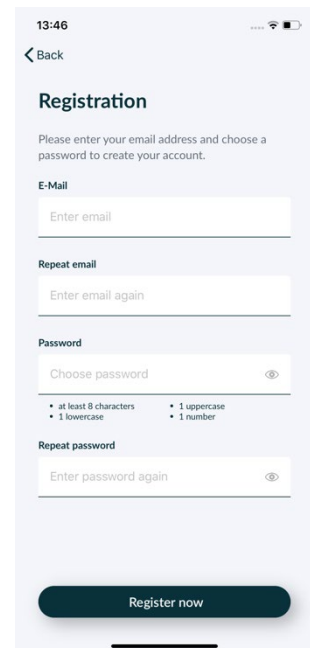 13:46
Back
Registration
Please enter your email address and choose a
password to create your account.
E-Mail
Enter email
Repeat email
Enter email again
Password
Choose password
• at least 8 characters • 1 uppercase
• 1 lowercase • 1 number
Repeat password
Enter password again
Register now